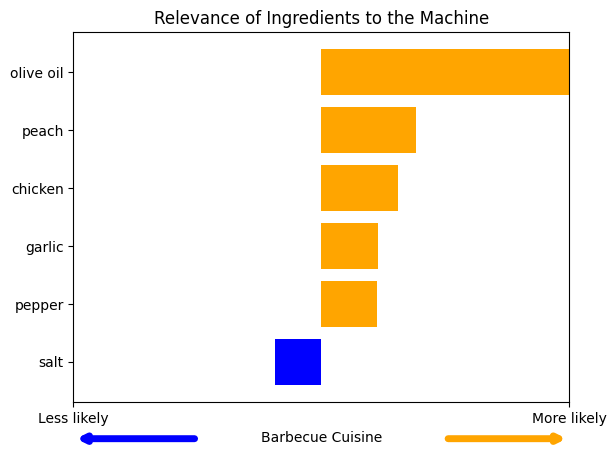 Relevance of Ingredients to the Machine
olive oil
peach
chicken
garlic
pepper
salt
Less likely
More likely
Barbecue Cuisine